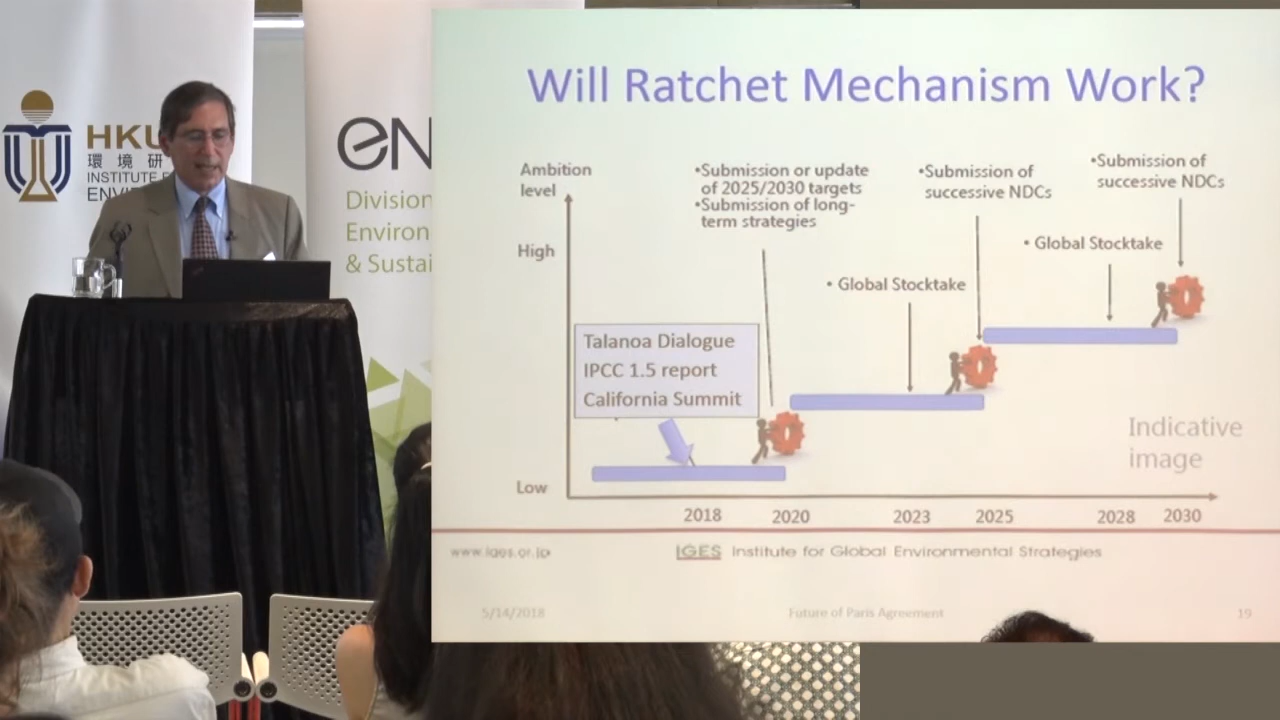 HKU
環境研
INSTITUTE
ENVI
eN
Division
Environ
& Sustai
Will Ratchet Mechanism Work?
Ambition
level
High
Low
•Submission or update
of 2025/2030 targets
•Submission of long-
term strategies
•Submission of
successive NDCs
•Submission of
successive NDCs
• Global Stocktake
• Global Stocktake
Talanoa Dialogue
IPCC 1.5 report
California Summit
Indicative
image
2018
2020
2023
2025
2028
2030
www.iges.or.jp
IGES Institute for Global Environmental Strategies
5/14/2018
Future of Paris Agreement
19